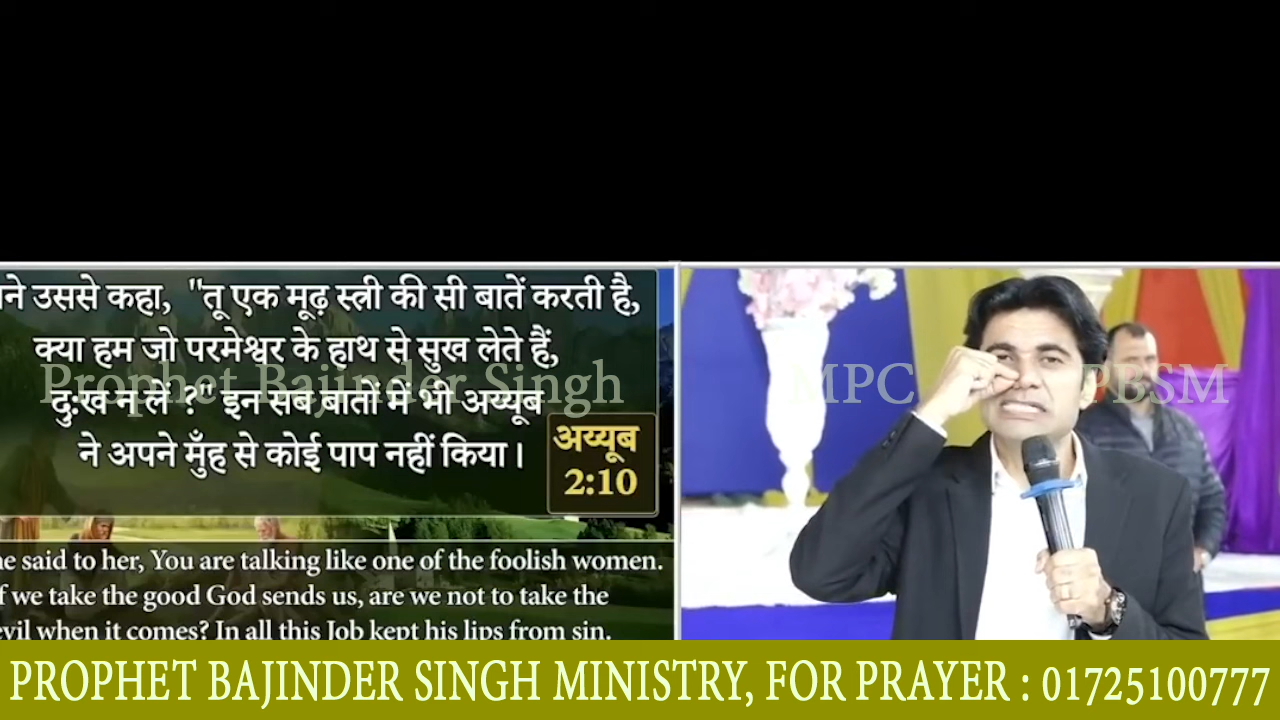 ने उससे कहा, "तू एक मूढ़ स्त्री की सी बातें करती है,
क्या हम जो परमेश्वर के हाथ से सुख लेते हैं,
दुःख न लें ?" इन सब बातों में भी अय्यूब
ने अपने मुँह से कोई पाप नहीं किया।
अय्यूब
2:10
Prophet Bajinder Singh
MPC
PBSM
he said to her, You are talking like one of the foolish women.
If we take the good God sends us, are we not to take the
evil when it comes? In all this Job kept his lips from sin.
PROPHET BAJINDER SINGH MINISTRY, FOR PRAYER : 01725100777